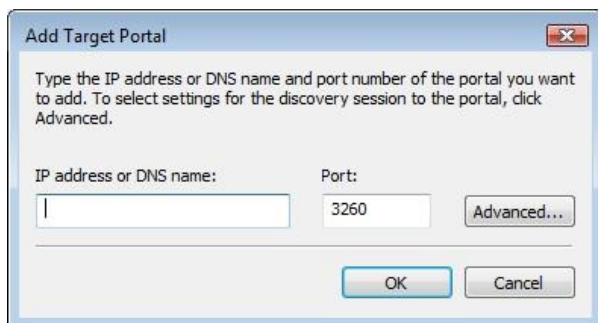 Add Target Portal
Type the IP address or DNS name and port number of the portal you want
to add. To select settings for the discovery session to the portal, click
Advanced.
IP address or DNS name:
Port:
3260
Advanced...
OK
Cancel